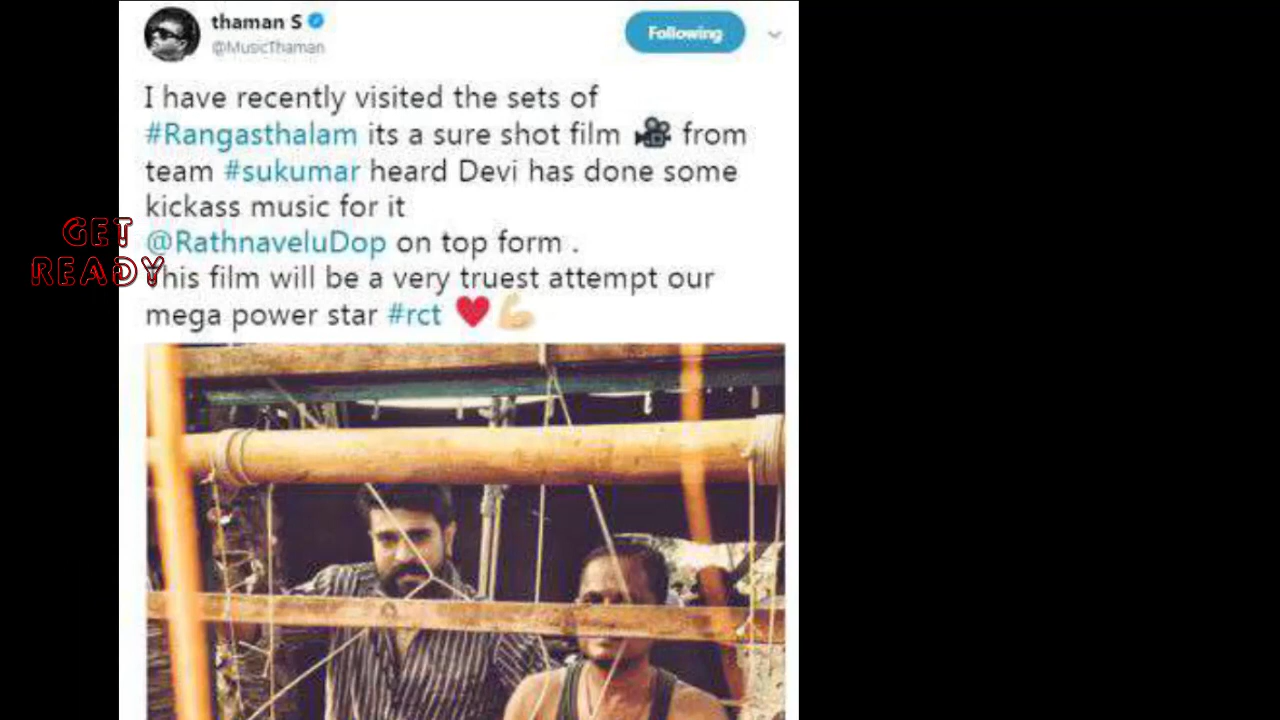 thaman S
@MusicThaman
Following
I have recently visited the sets of
#Rangasthalam its a sure shot film 🎥 from
team #sukumar heard Devi has done some
kickass music for it
@RathnaveluDop on top form .
This film will be a very truest attempt our
mega power star #rct ❤️💪🏼
GET
READY